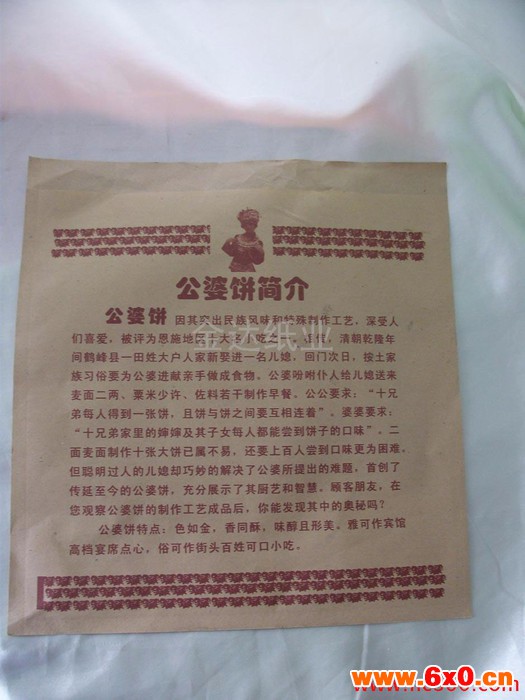 公婆饼简介
公婆饼 因其突出民族风味和特殊制作工艺，深受人
们喜爱，被评为恩施地区十大名小吃之一。
清朝乾隆年
间鹤峰县一田姓大户人家新娶进一名儿媳，回门次日，按土家
族习俗要为公婆进献亲手做成食物。公婆吩咐仆人给儿媳送来
麦面二两、粟米少许、佐料若干制作早餐。公公要求：“十兄
弟每人得到一张饼，且饼与饼之间要互相连着”。婆婆要求：
“十兄弟家里的婶婶及其子女每人都能尝到饼子的口味”。二
面麦面制作十张大饼已属不易，还要上百人尝到口味更为困难。
但聪明过人的儿媳却巧妙的解决了公婆所提出的难题，首创了
传延至今的公婆饼，充分展示了其厨艺和智慧。顾客朋友，在
您观察公婆饼的制作工艺成品后，你能发现其中的奥秘吗？
公婆饼特点：色如金，香同酥，味醇且形美。雅可作宾馆
高档宴席点心，俗可作街头百姓可口小吃。
金达纸业
www.6x0.cn